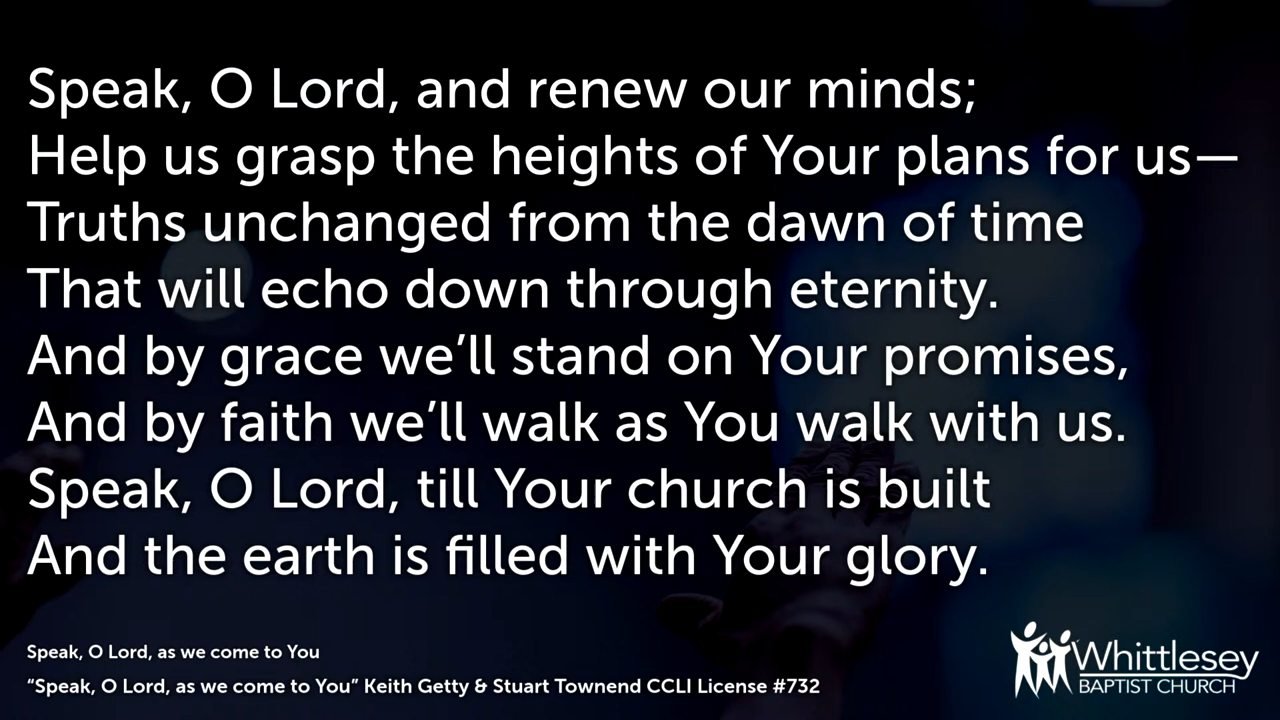 Speak, O Lord, and renew our minds;
Help us grasp the heights of Your plans for us—
Truths unchanged from the dawn of time
That will echo down through eternity.
And by grace we’ll stand on Your promises,
And by faith we’ll walk as You walk with us.
Speak, O Lord, till Your church is built
And the earth is filled with Your glory.
Speak, O Lord, as we come to You
“Speak, O Lord, as we come to You” Keith Getty & Stuart Townend CCLI License #732
Whittlesey
BAPTIST CHURCH